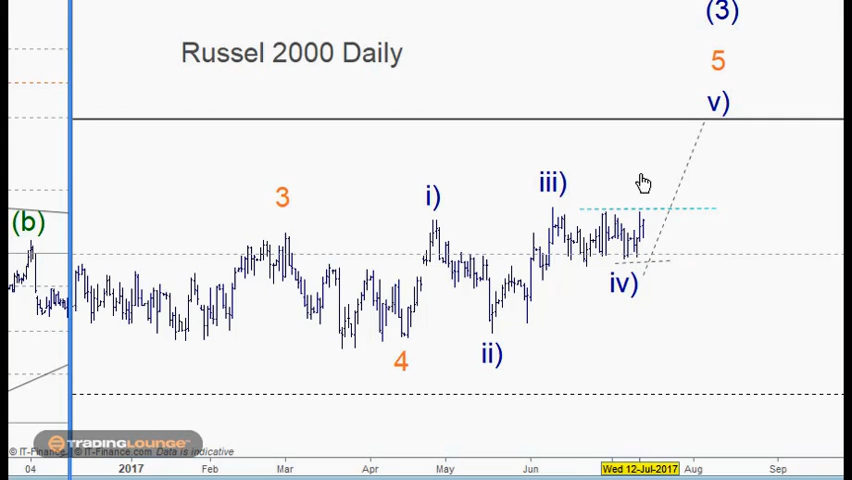 (3)
Russel 2000 Daily
5
v)
3
i)
iii)
(b)
iv)
ii)
4
TRADINGLOUNGE
© IT-Finance.com © IT-Finance.com Data is indicative
04 2017 Feb Mar Apr May Jun Wed 12-Jul-2017 Aug Sep